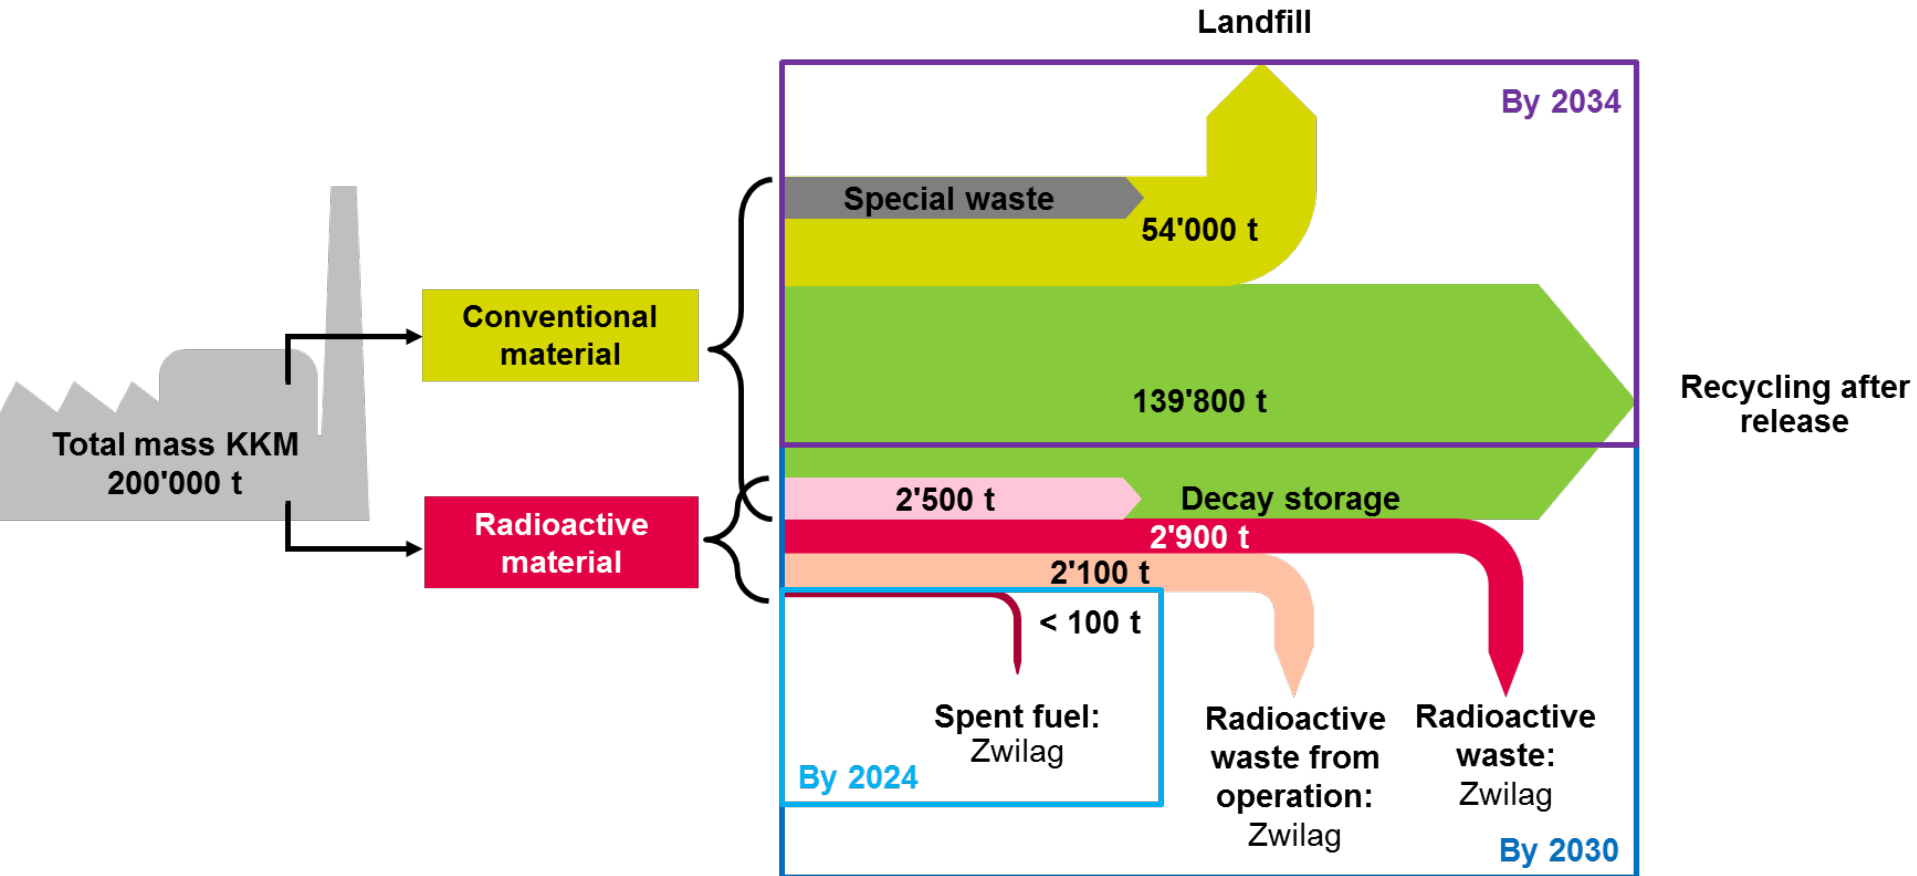 Landfill
By 2034
Special waste
54'000 t
Conventional
material
139'800 t
Recycling after
release
Total mass KKM
200'000 t
2'500 t
Decay storage
Radioactive
material
2'900 t
2'100 t
< 100 t
Spent fuel:
Zwilag
By 2024
Radioactive
waste from
operation:
Zwilag
Radioactive
waste:
Zwilag
By 2030